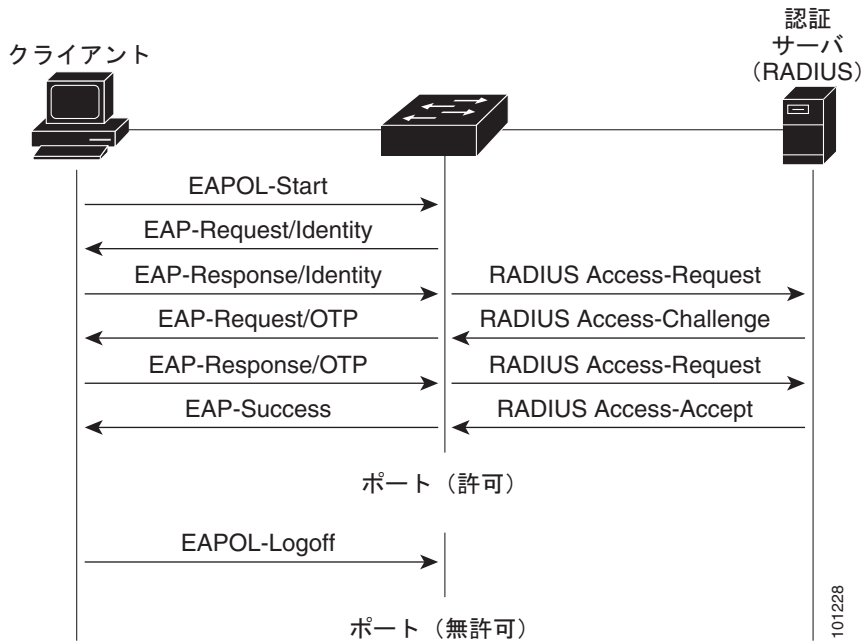 クライアント
認証
サーバ
(RADIUS)
EAPOL-Start
EAP-Request/Identity
EAP-Response/Identity
RADIUS Access-Request
EAP-Request/OTP
RADIUS Access-Challenge
EAP-Response/OTP
RADIUS Access-Request
EAP-Success
RADIUS Access-Accept
ポート（許可）
EAPOL-Logoff
ポート（無許可）
101228